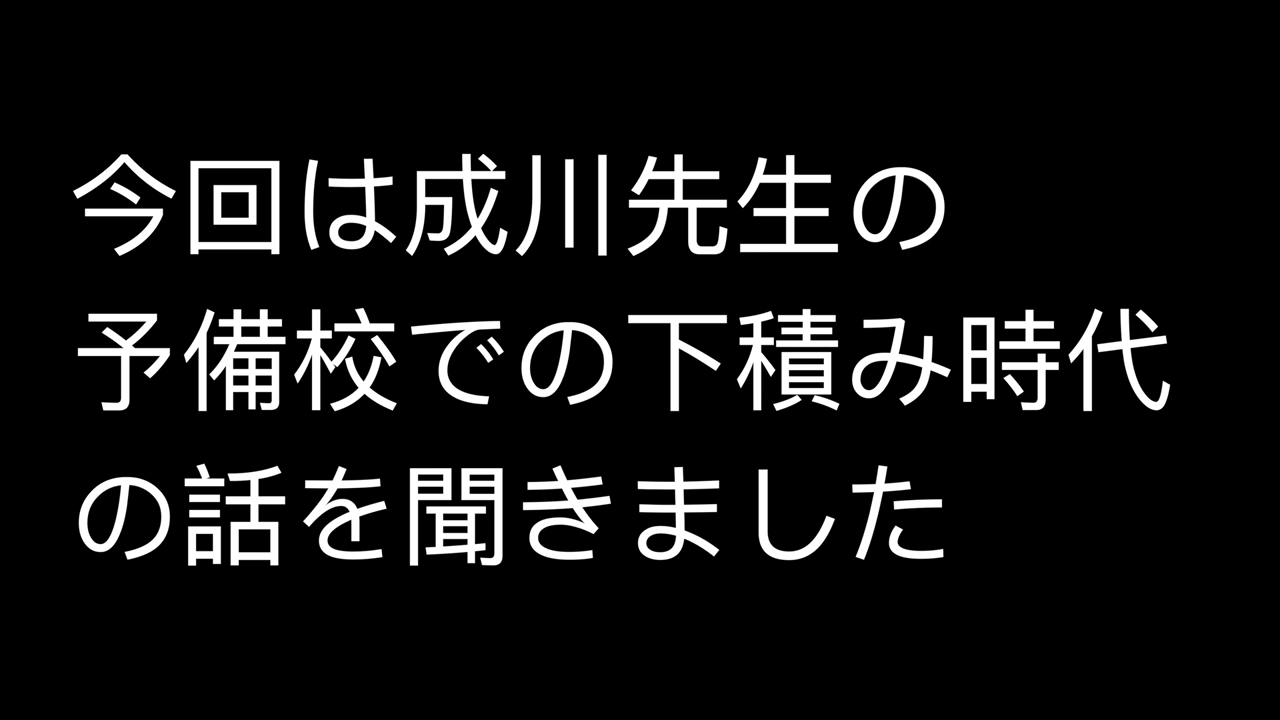 今回は成川先生の
予備校での下積み時代
の話を聞きました